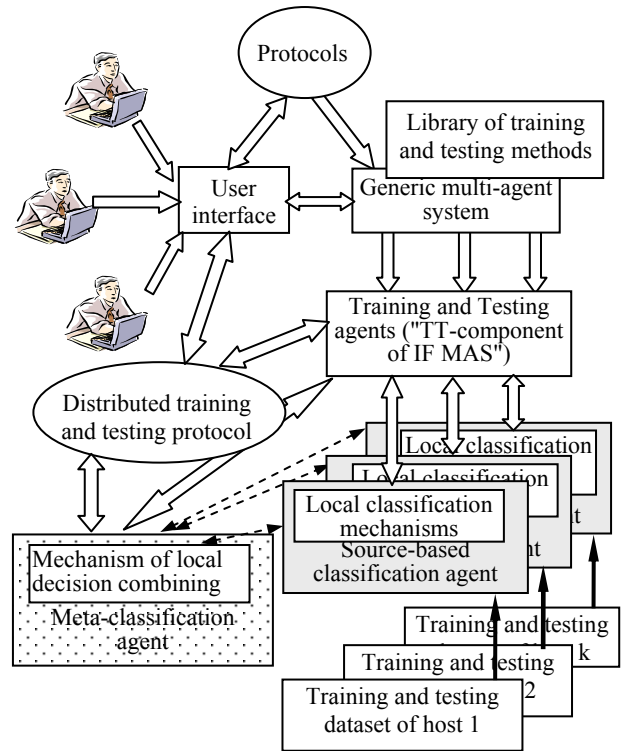 Protocols
Library of training
and testing methods
User
interface
Generic multi-agent
system
Training and Testing
agents ("TT-component
of IF MAS")
Distributed training
and testing protocol
Local classification
Local classification
Local classification
mechanisms
Source-based
classification agent
nt
nt
Mechanism of local
decision combining
Meta-classification
agent
Training and testing
k
Training and testing
2
Training and testing
dataset of host 1